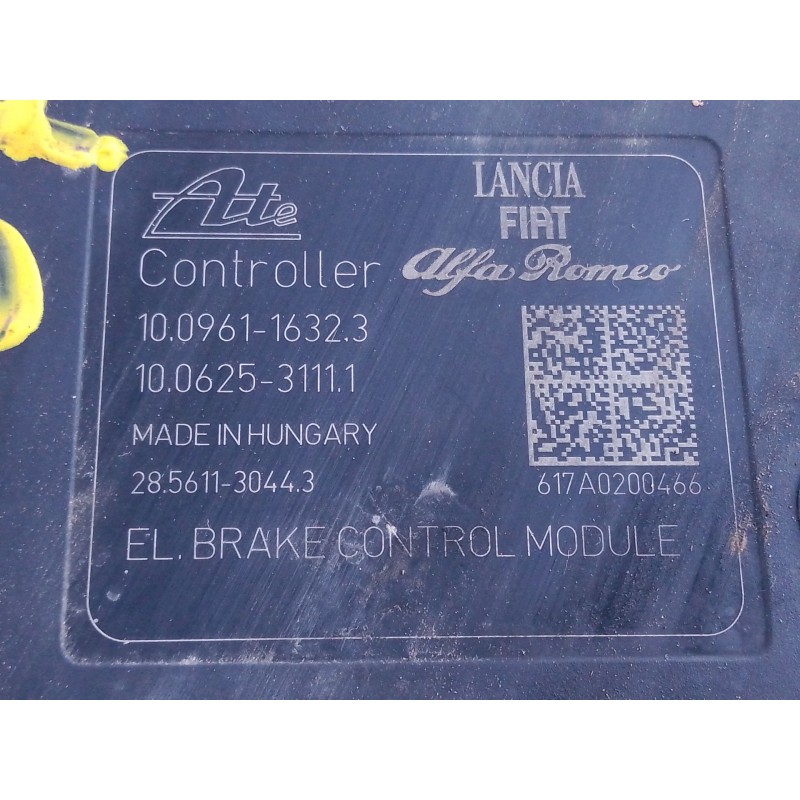 Ate
LANCIA
FIAT
Alfa Romeo
Controller
10.0961-1632.3
10.0625-3111.1
MADE IN HUNGARY
28.5611-3044.3
617A0200466
EL. BRAKE CONTROL MODULE